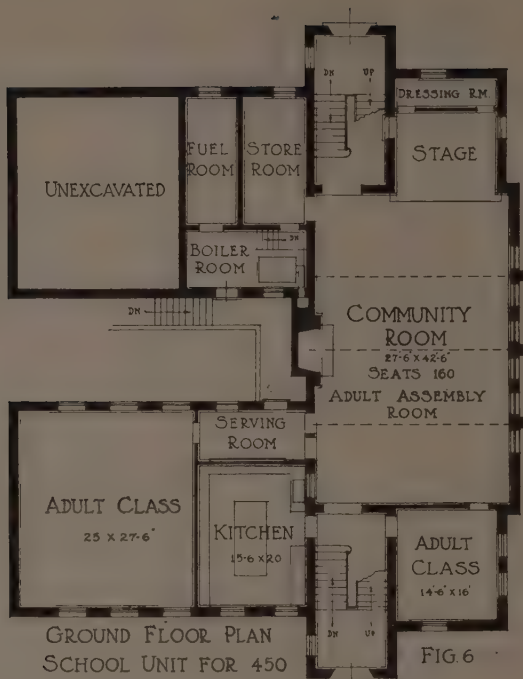 DN
UP
DRESSING RM.
STAGE
FUEL
ROOM
STORE
ROOM
UNEXCAVATED
BOILER
ROOM
DN
DN
COMMUNITY
ROOM
27'-6" X 42'-6"
SEATS 160
ADULT ASSEMBLY
ROOM
SERVING
ROOM
ADULT CLASS
25 X 27-6"
KITCHEN
15-6 X 20
ADULT
CLASS
14'-6" X 16'
DN
UP
GROUND FLOOR PLAN
SCHOOL UNIT FOR 450
FIG. 6